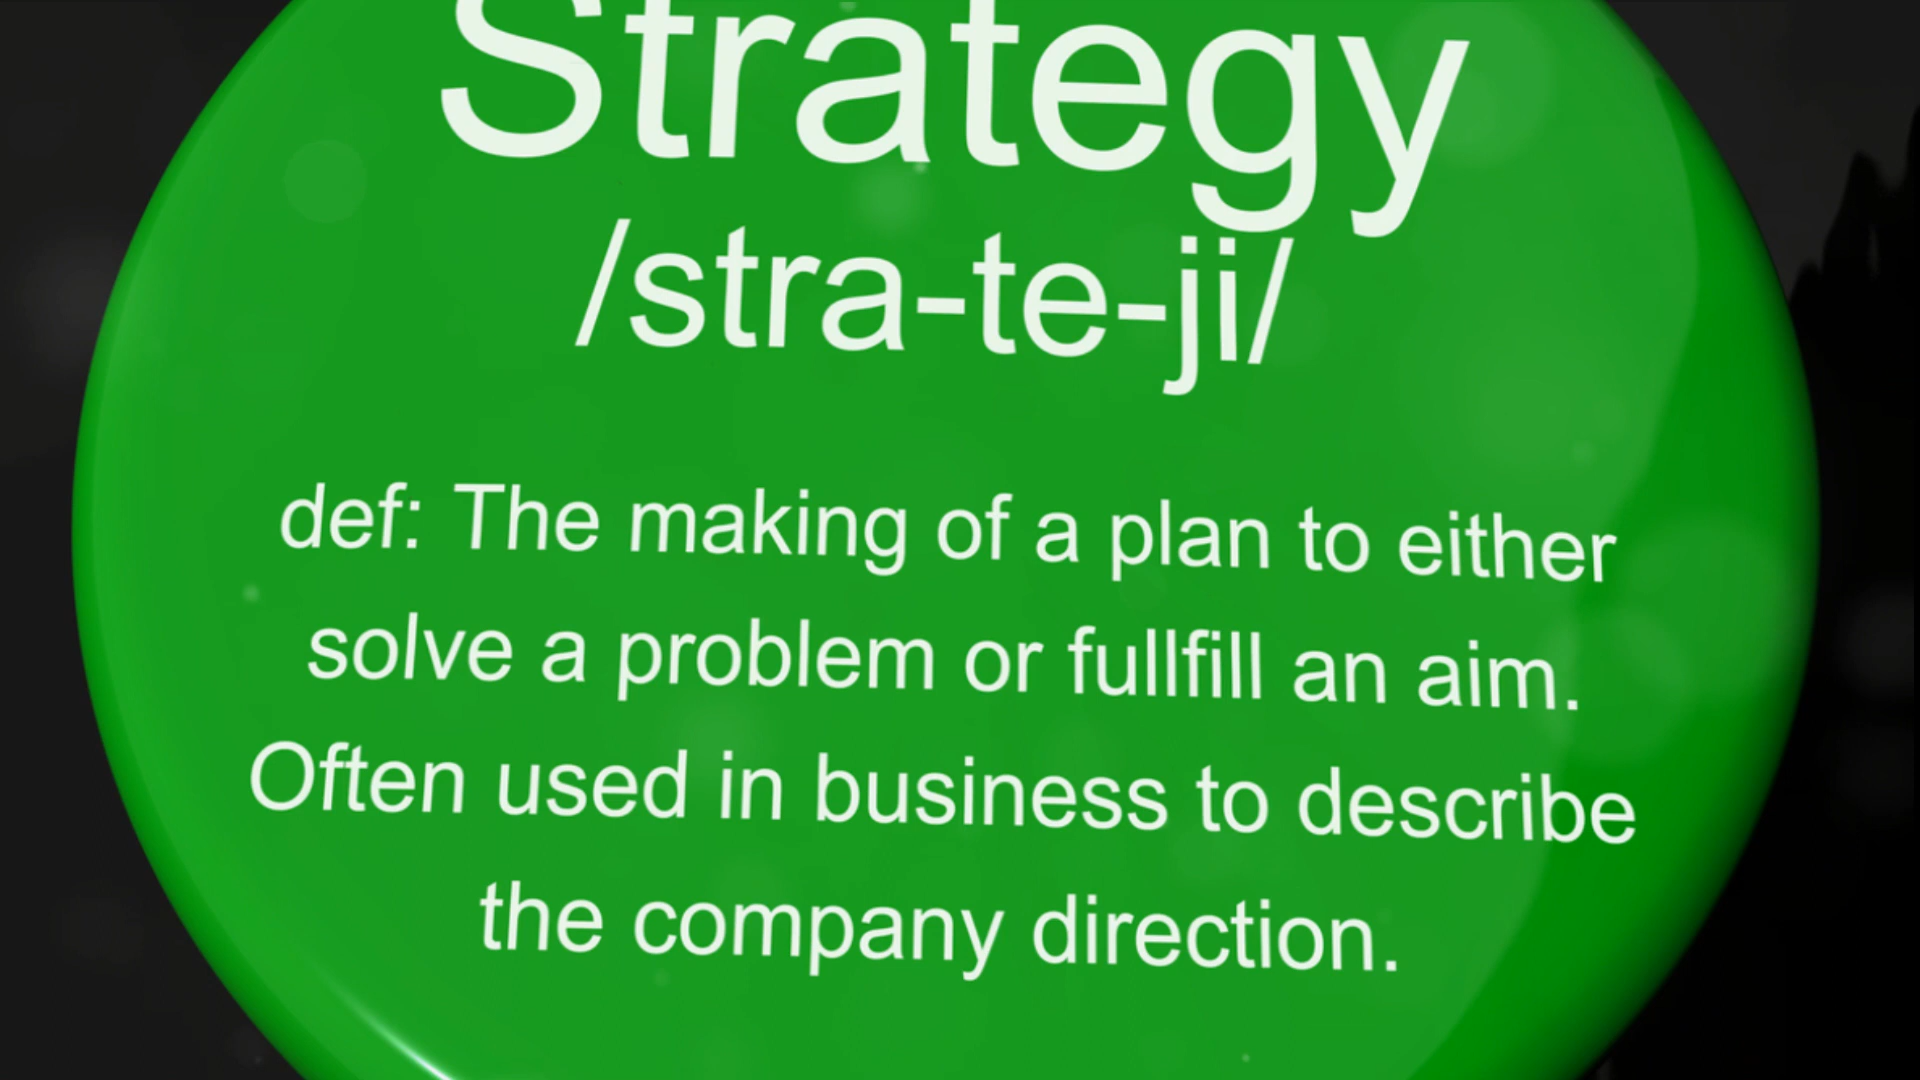 Strategy
/stra-te-ji/
def: The making of a plan to either
solve a problem or fullfill an aim.
Often used in business to describe
the company direction.